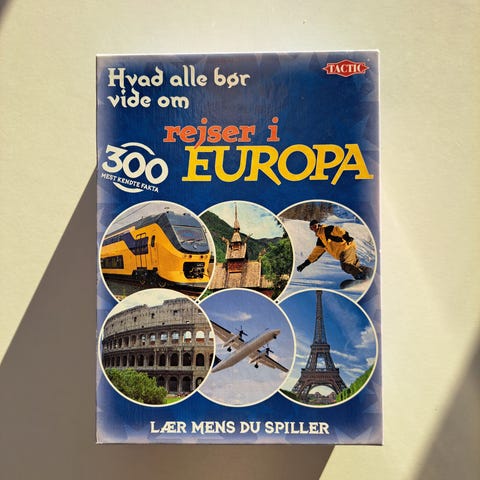 Hvad alle bør
vide om
TACTIC
rejser i
EUROPA
300
MEST KENDTE FAKTA
LÆR MENS DU SPILLER